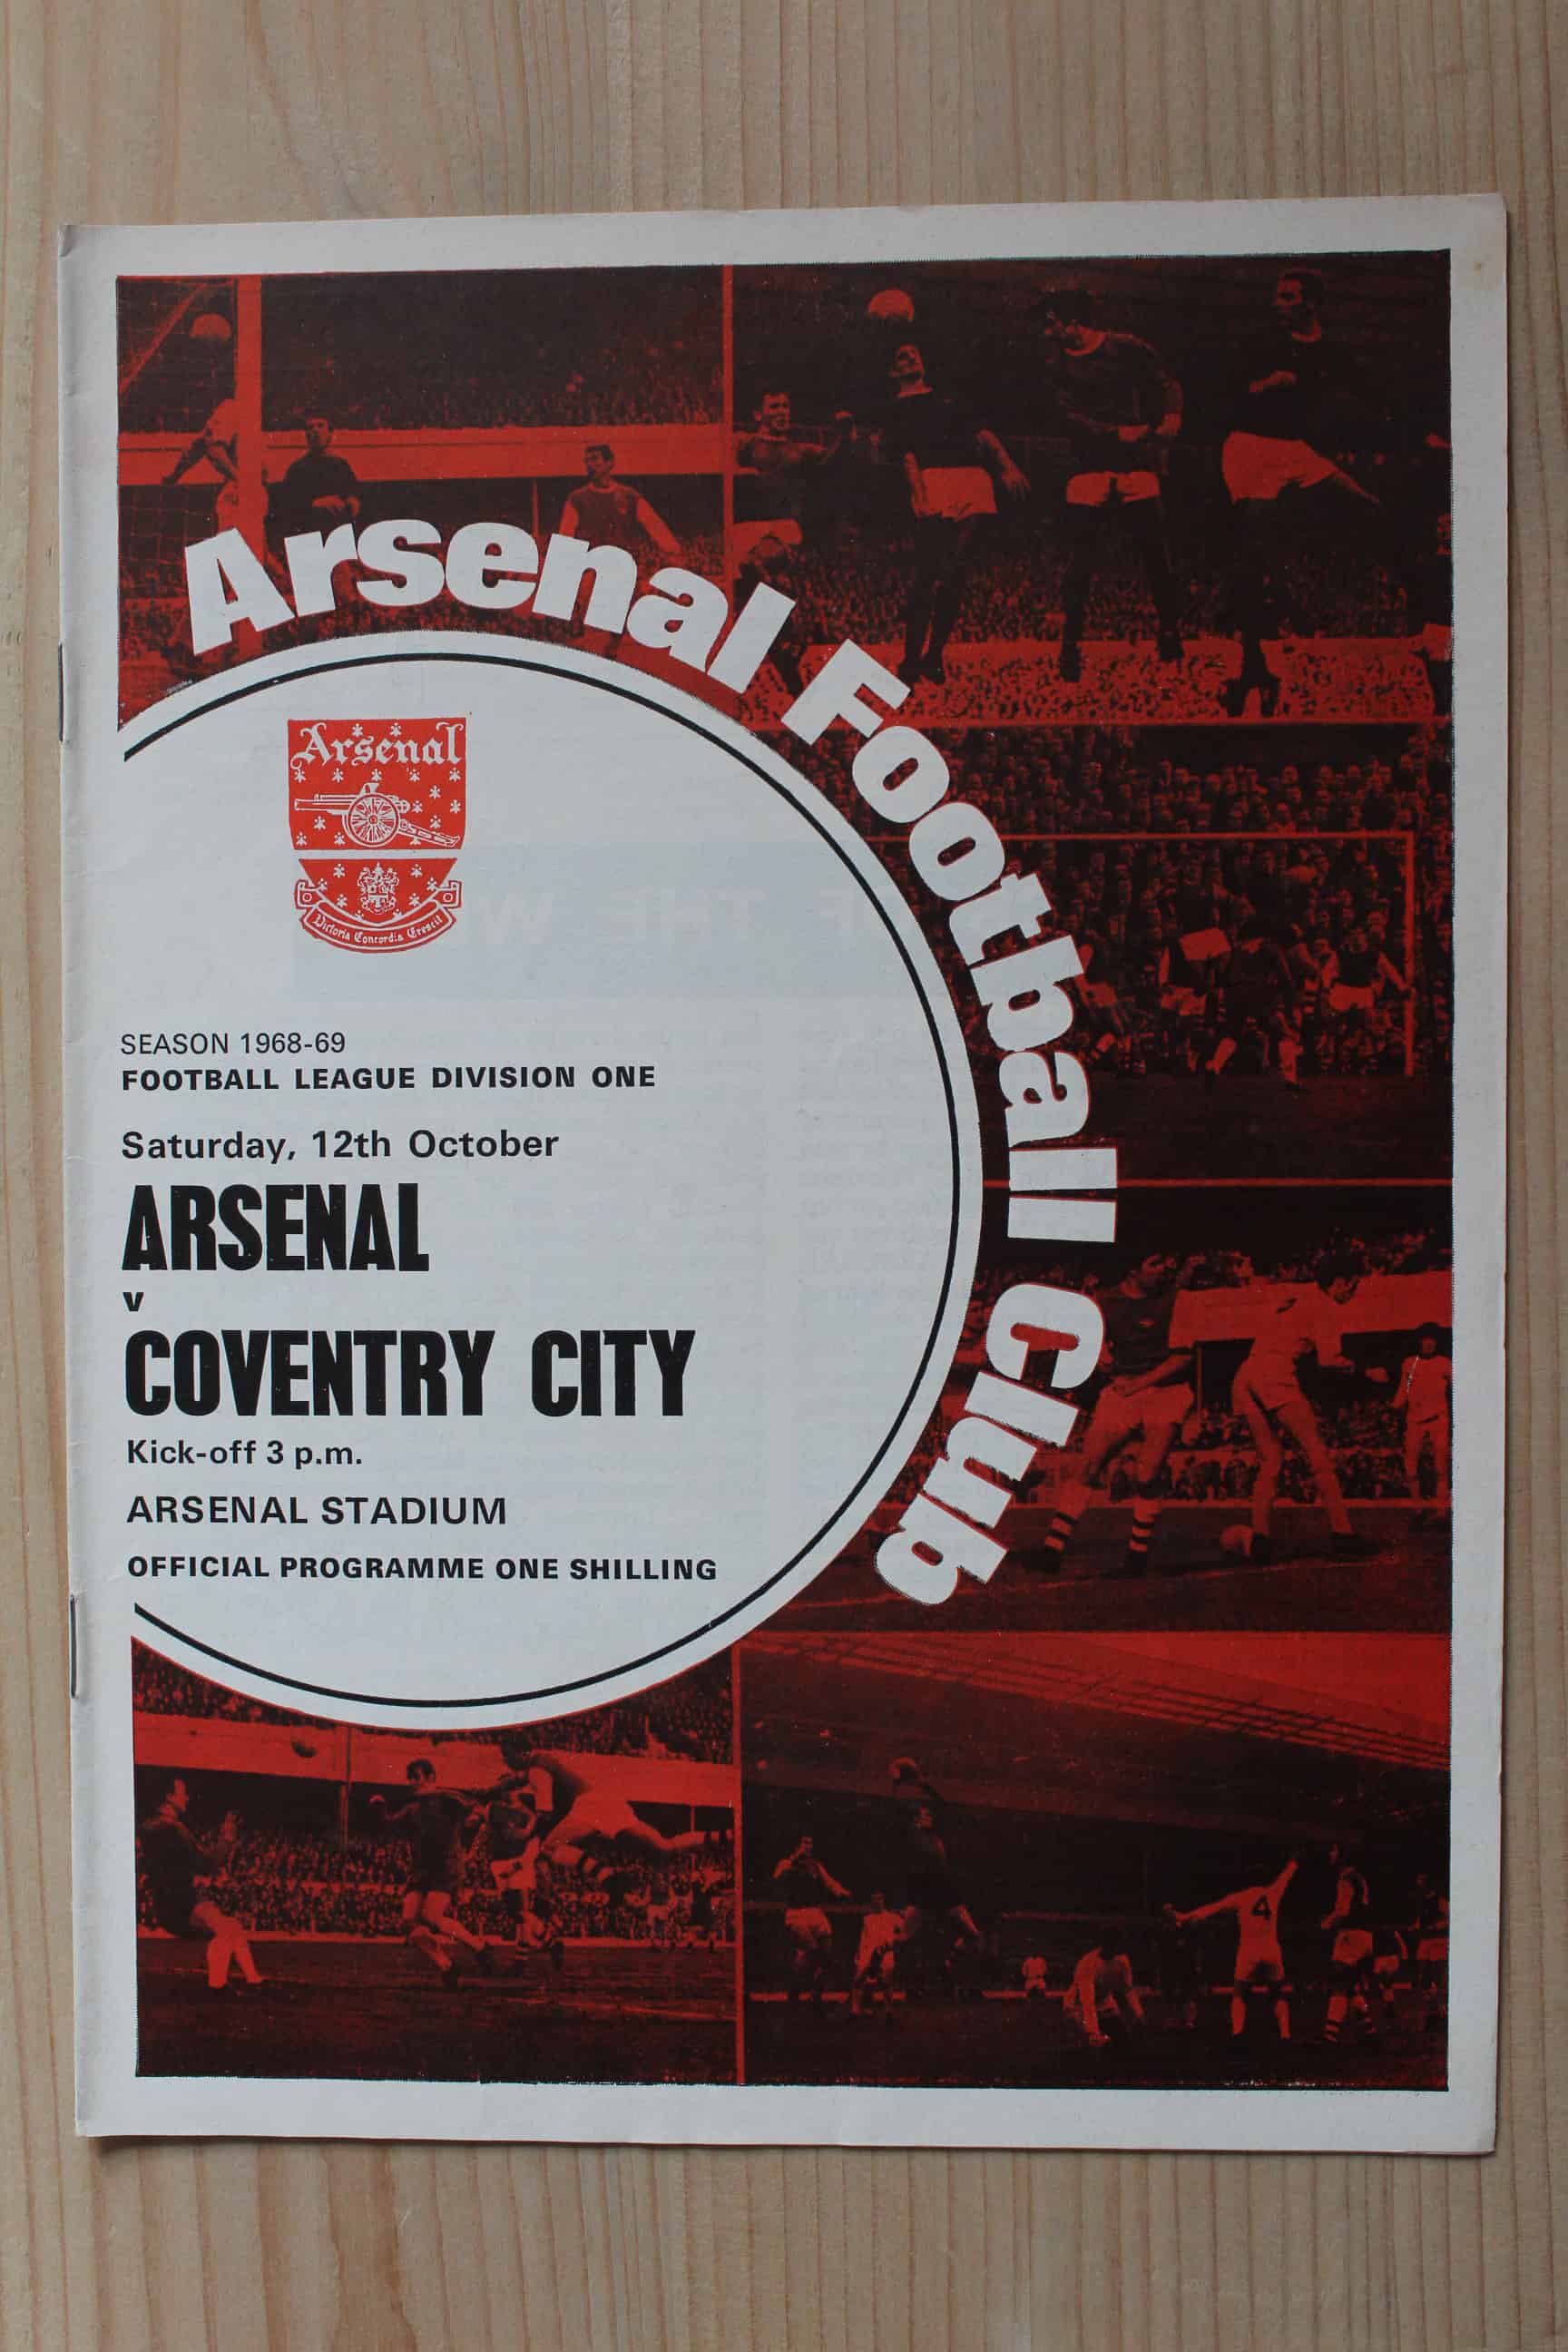 Arsenal Football Club
Arsenal
Victoria Concordia Crescit
SEASON 1968-69
FOOTBALL LEAGUE DIVISION ONE
Saturday, 12th October
ARSENAL
v
COVENTRY CITY
Kick-off 3 p.m.
ARSENAL STADIUM
OFFICIAL PROGRAMME ONE SHILLING
4